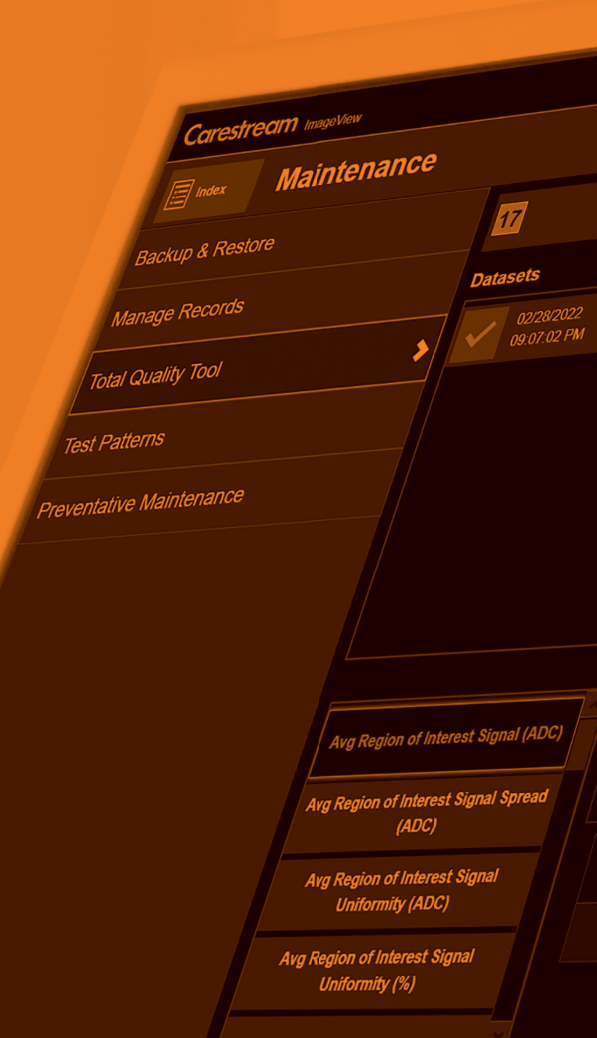 Carestream ImageView
Index
Maintenance
Backup & Restore
Manage Records
Total Quality Tool
Test Patterns
Preventative Maintenance
17
Datasets
02/28/2022
09:07:02 PM
Avg Region of Interest Signal (ADC)
Avg Region of Interest Signal Spread
(ADC)
Avg Region of Interest Signal
Uniformity (ADC)
Avg Region of Interest Signal
Uniformity (%)